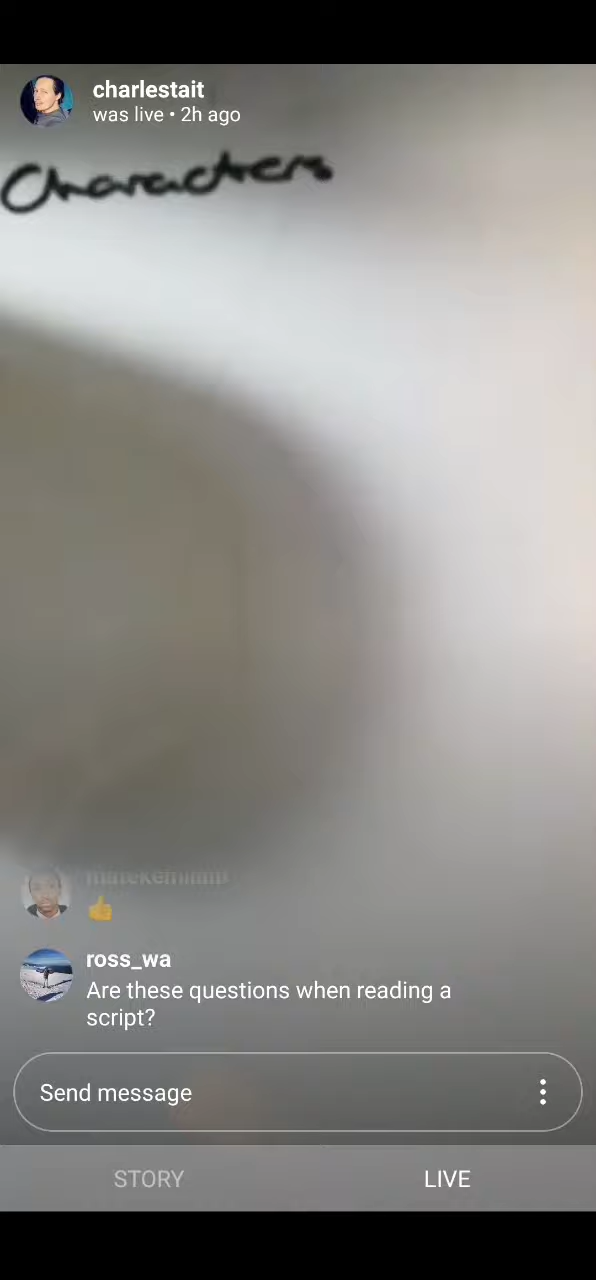 charlestait
was live • 2h ago
Characters
👍
ross_wa
Are these questions when reading a
script?
Send message
STORY
LIVE